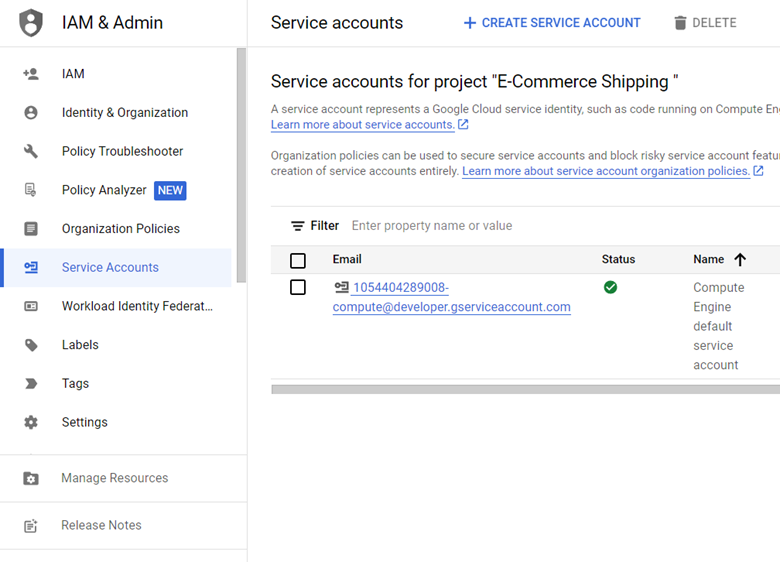 IAM & Admin
Service accounts
CREATE SERVICE ACCOUNT
DELETE
IAM
Identity & Organization
Policy Troubleshooter
Policy Analyzer NEW
Organization Policies
Service Accounts
Workload Identity Federat...
Labels
Tags
Settings
Manage Resources
Release Notes
Service accounts for project "E-Commerce Shipping "
A service account represents a Google Cloud service identity, such as code running on Compute En
Learn more about service accounts.
Organization policies can be used to secure service accounts and block risky service account featu
creation of service accounts entirely. Learn more about service account organization policies.
Filter Enter property name or value
Email Status Name
1054404289008-
compute@developer.gserviceaccount.com
Compute
Engine
default
service
account